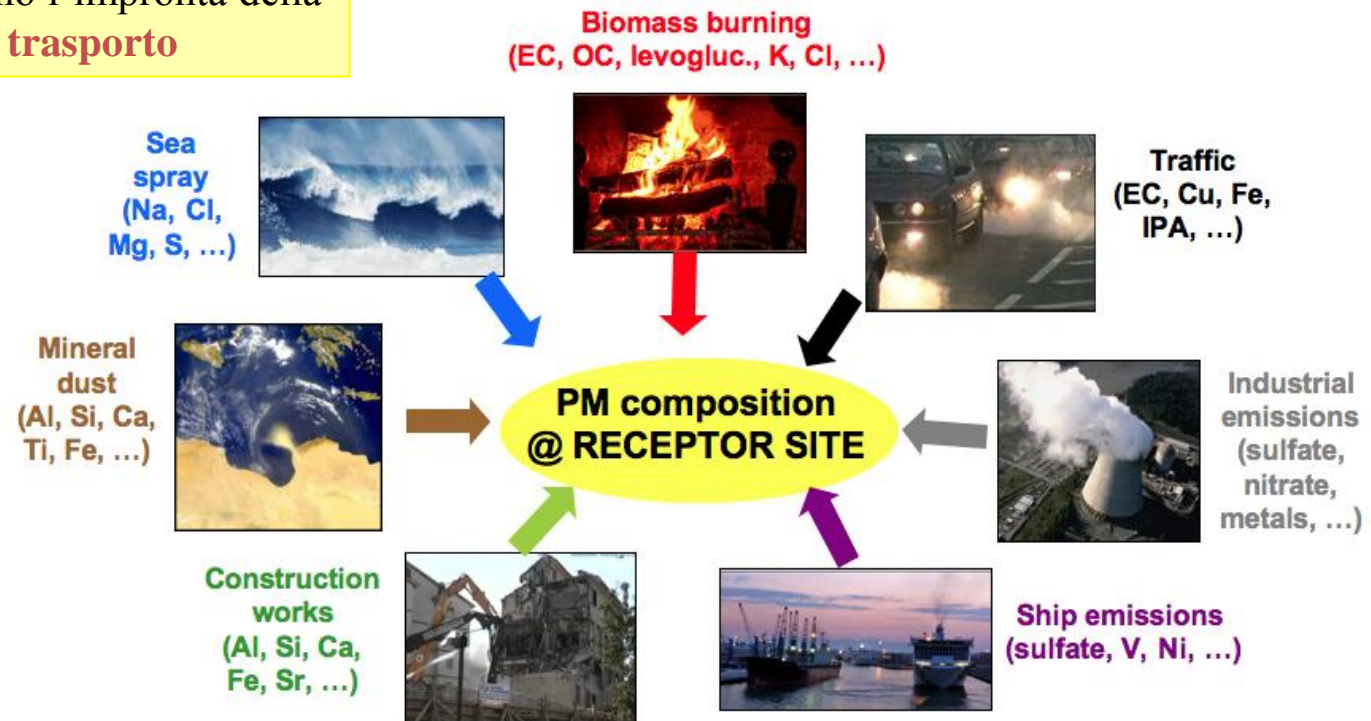 l'impronta della
trasporto
Biomass burning
(EC, OC, levogluc., K, Cl, …)
Sea
spray
(Na, Cl,
Mg, S, …)
Traffic
(EC, Cu, Fe,
IPA, …)
Mineral
dust
(Al, Si, Ca,
Ti, Fe, …)
PM composition
@ RECEPTOR SITE
Industrial
emissions
(sulfate,
nitrate,
metals, …)
Construction
works
(Al, Si, Ca,
Fe, Sr, …)
Ship emissions
(sulfate, V, Ni, …)